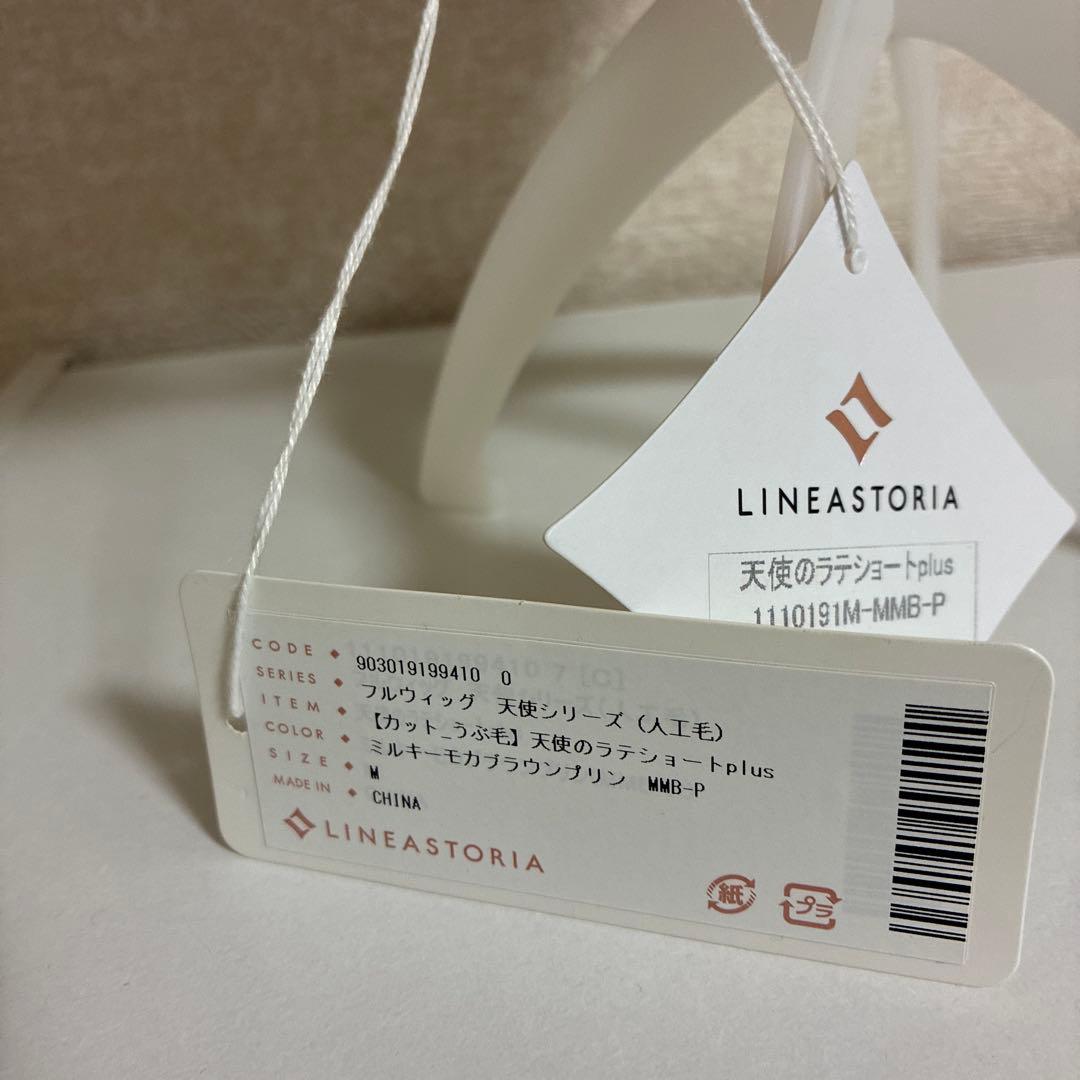 LINEASTORIA
天使のラテショートplus
1110191M-MMB-P
CODE ◆ 903019199410 0
SERIES ◆ フルウィッグ 天使シリーズ（人工毛）
ITEM ◆ 【カット_うぶ毛】天使のラテショートplus
COLOR ◆ ミルキーモカブラウンプリン MMB-P
SIZE ◆ M
MADE IN ◆ CHINA
LINEASTORIA
紙 プラ